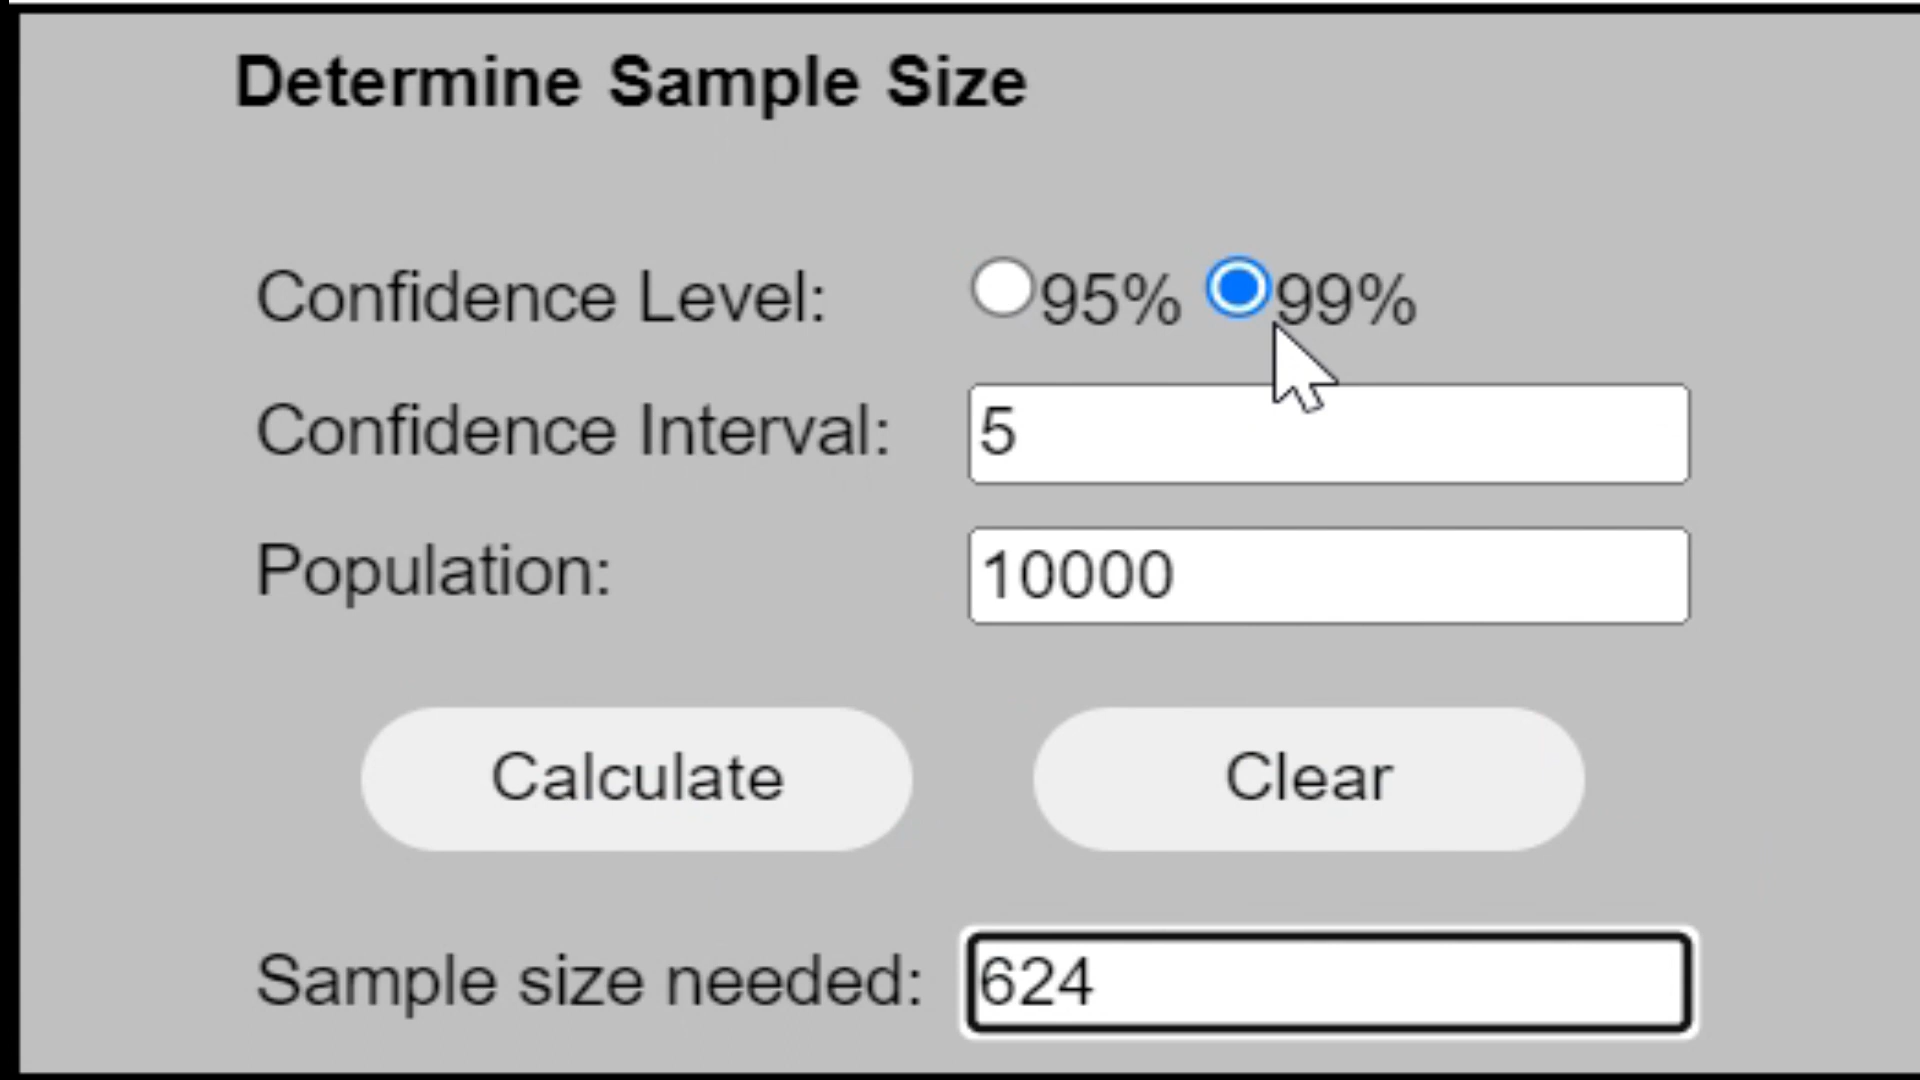 Determine Sample Size
Confidence Level: 95% 99%
Confidence Interval: 5
Population: 10000
Calculate Clear
Sample size needed: 624